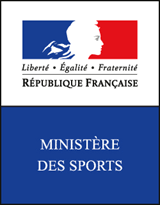 Liberté • Égalité • Fraternité
RÉPUBLIQUE FRANÇAISE
MINISTÈRE
DES SPORTS